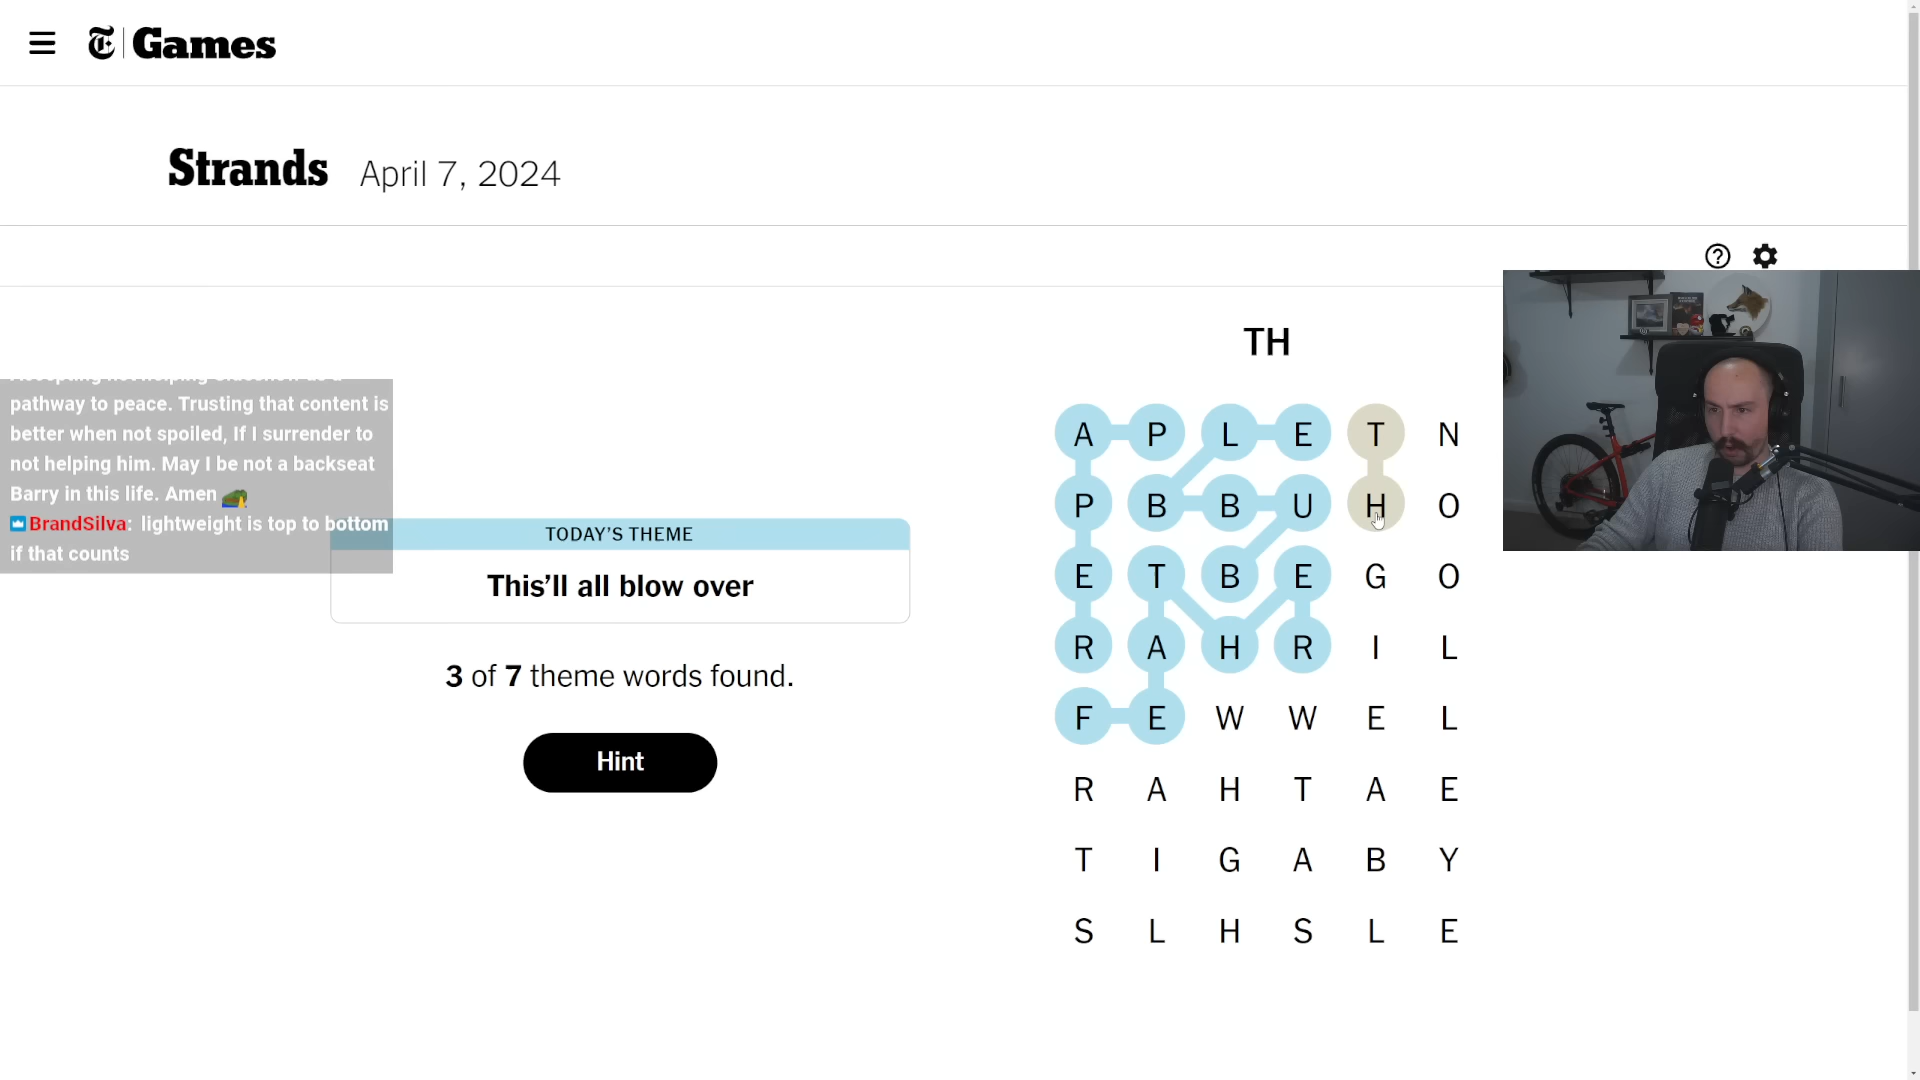 Games
Strands April 7, 2024
TH
pathway to peace. Trusting that content is
better when not spoiled, If I surrender to
not helping him. May I be not a backseat
Barry in this life. Amen
BrandSilva: lightweight is top to bottom
if that counts
TODAY'S THEME
This'll all blow over
3 of 7 theme words found.
Hint
A P L E T N
P B B U H O
E T B E G O
R A H R I L
F E W W E L
R A H T A E
T I G A B Y
S L H S L E